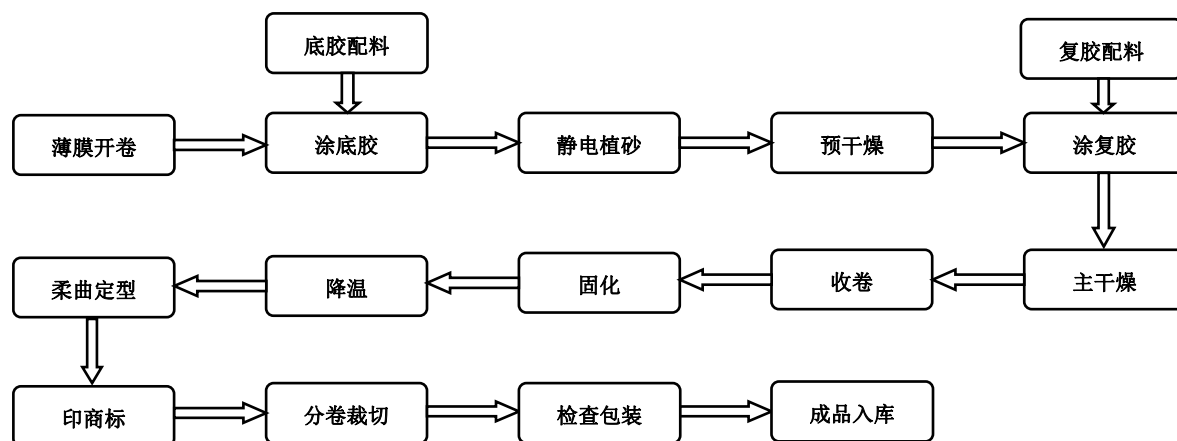 底胶配料
复胶配料
薄膜开卷
涂底胶
静电植砂
预干燥
涂复胶
柔曲定型
降温
固化
收卷
主干燥
印商标
分卷裁切
检查包装
成品入库